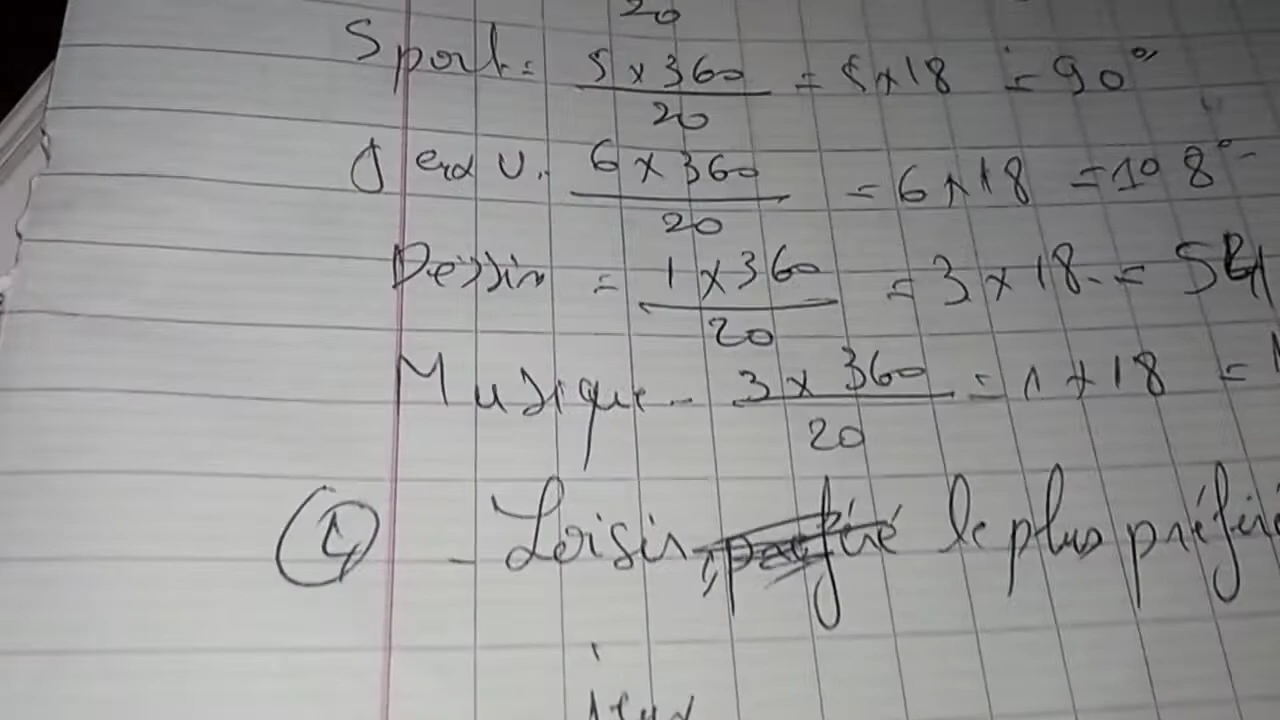 20
Sport = 5 x 360 / 20 = 5 x 18 = 90°
Jeux V. 6 x 360 / 20 = 6 x 18 = 108°
Dessin = 1 x 360 / 20 = 3 x 18 = 54
Musique - 3 x 360 / 20 = 1 x 18 =
4 - Loisir le plus préféré